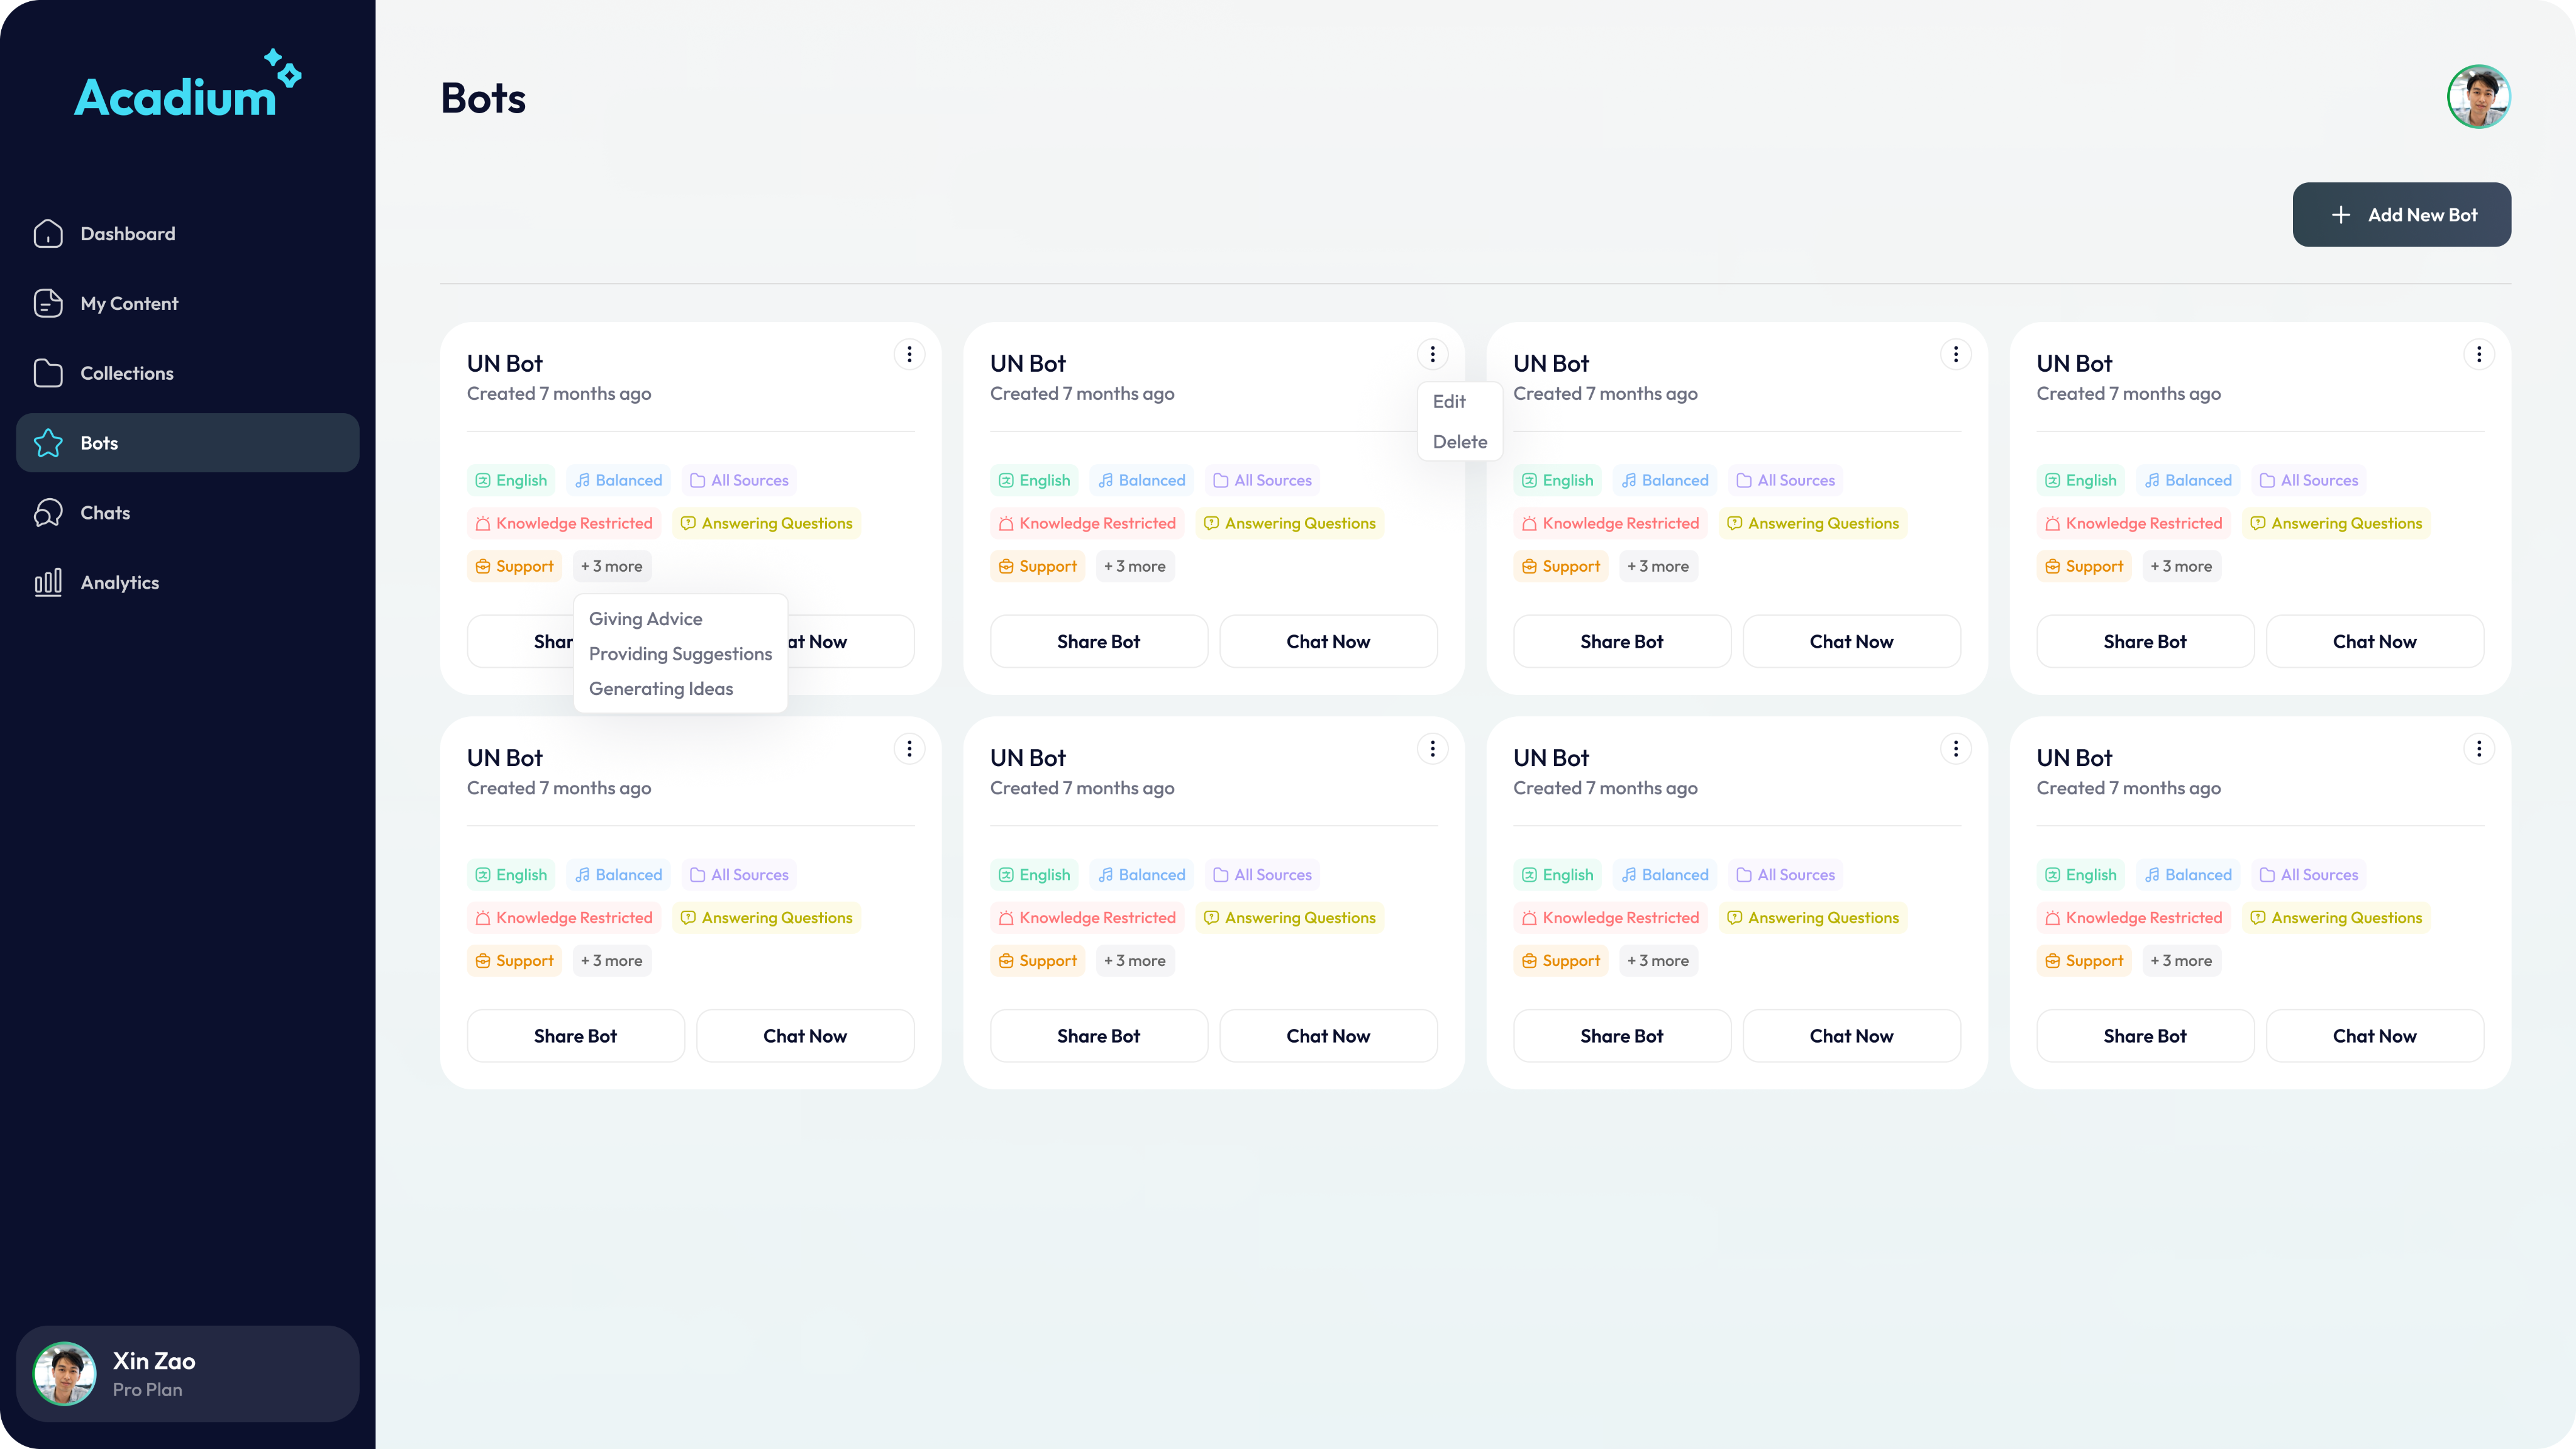 Acadium
Dashboard
My Content
Collections
Bots
Chats
Analytics
Xin Zao
Pro Plan
Bots
Add New Bot
UN Bot
Created 7 months ago
English Balanced All Sources
Knowledge Restricted Answering Questions
Support + 3 more
Giving Advice
Providing Suggestions
Generating Ideas
Shar at Now
UN Bot
Created 7 months ago
Edit
Delete
English Balanced All Sources
Knowledge Restricted Answering Questions
Support + 3 more
Share Bot Chat Now
UN Bot
Created 7 months ago
English Balanced All Sources
Knowledge Restricted Answering Questions
Support + 3 more
Share Bot Chat Now
UN Bot
Created 7 months ago
English Balanced All Sources
Knowledge Restricted Answering Questions
Support + 3 more
Share Bot Chat Now
UN Bot
Created 7 months ago
English Balanced All Sources
Knowledge Restricted Answering Questions
Support + 3 more
Share Bot Chat Now
UN Bot
Created 7 months ago
English Balanced All Sources
Knowledge Restricted Answering Questions
Support + 3 more
Share Bot Chat Now
UN Bot
Created 7 months ago
English Balanced All Sources
Knowledge Restricted Answering Questions
Support + 3 more
Share Bot Chat Now
UN Bot
Created 7 months ago
English Balanced All Sources
Knowledge Restricted Answering Questions
Support + 3 more
Share Bot Chat Now